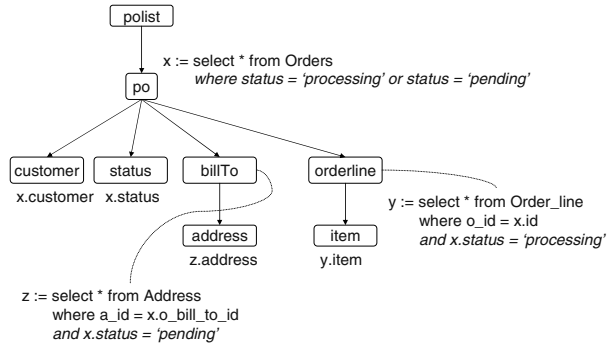 polist
x := select * from Orders
where status = ‘processing’ or status = ‘pending’
po
customer
status
billTo
orderline
x.customer
x.status
y := select * from Order_line
where o_id = x.id
and x.status = ‘processing’
address
item
z.address
y.item
z := select * from Address
where a_id = x.o_bill_to_id
and x.status = ‘pending’